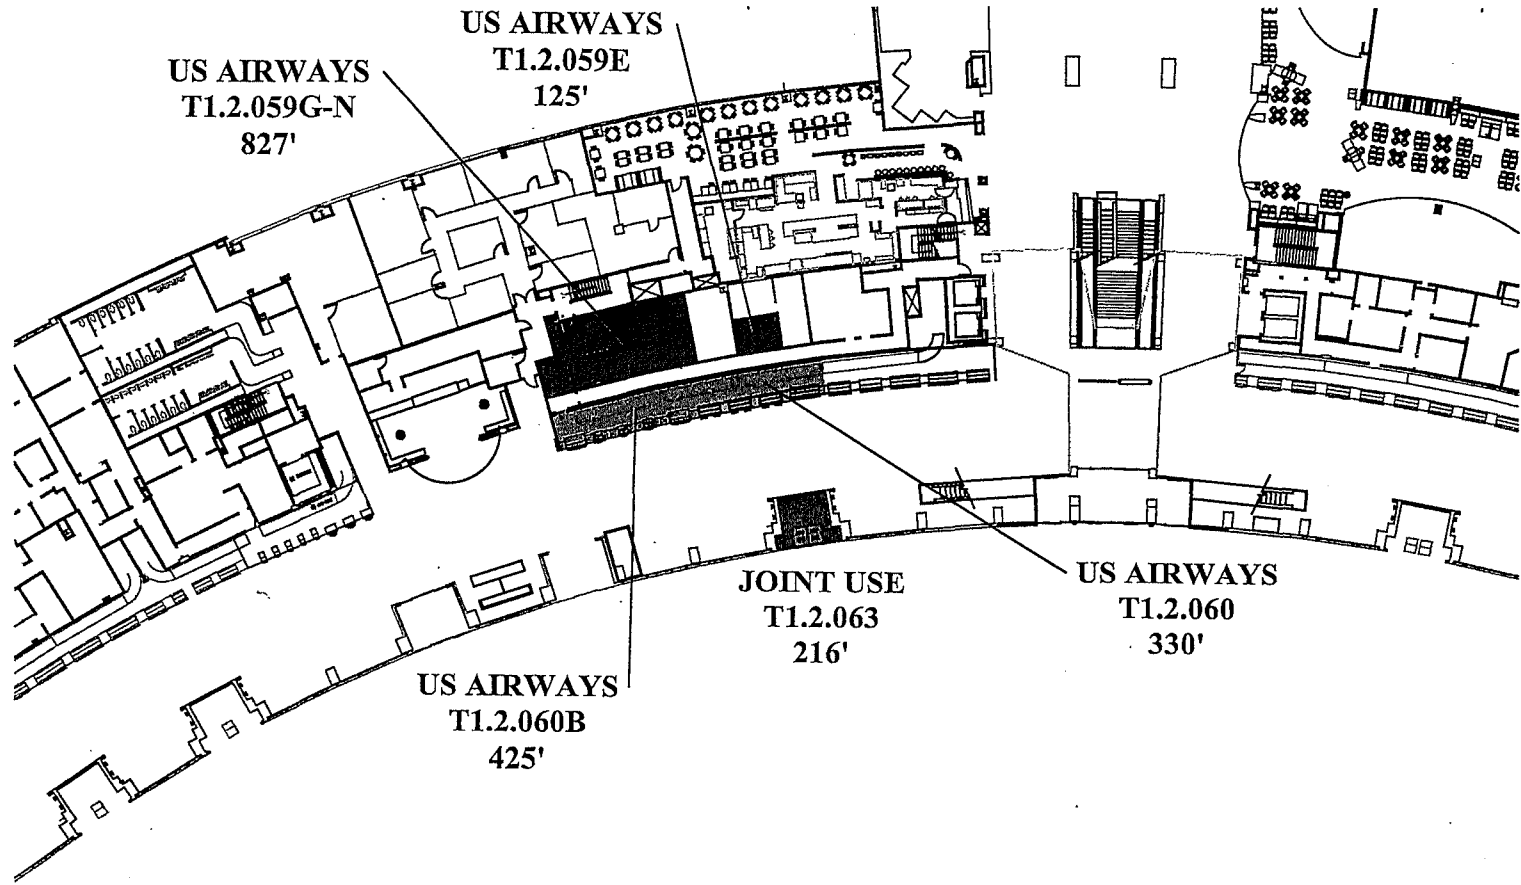 US AIRWAYS
T1.2.059E
125'
US AIRWAYS
T1.2.059G-N
827'
JOINT USE
T1.2.063
216'
US AIRWAYS
T1.2.060
330'
US AIRWAYS
T1.2.060B
425'